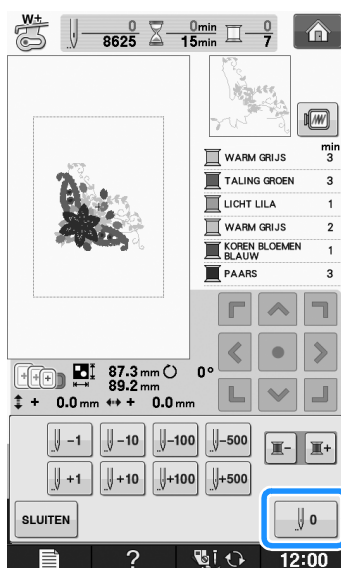 W+
0 0min 0
8625 15min 7
min
WARM GRIJS 3
TALING GROEN 3
LICHT LILA 1
WARM GRIJS 2
KOREN BLOEMEN
BLAUW 1
PAARS 3
87.3 mm 0°
89.2 mm
+ 0.0 mm + 0.0 mm
-1 -10 -100 -500
+1 +10 +100 +500
- +
SLUITEN 0
? 12:00